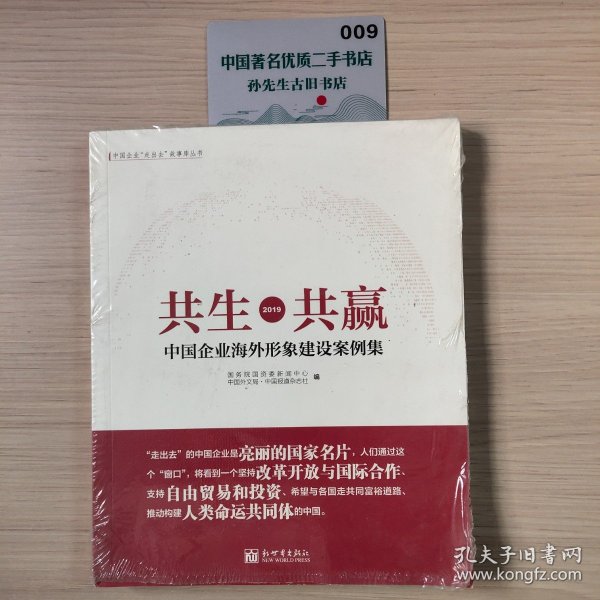 009
中国著名优质二手书店
孙先生古旧书店
中国企业“走出去”故事库丛书
共生 2019 共赢
中国企业海外形象建设案例集
国务院国资委新闻中心
中国外文局·中国报道杂志社 编
“走出去”的中国企业是亮丽的国家名片，人们通过这
个“窗口”，将看到一个坚持改革开放与国际合作、
支持自由贸易和投资、希望与各国走共同富裕道路、
推动构建人类命运共同体的中国。
新世界出版社
NEW WORLD PRESS
孔夫子旧书网
www.kongfz.com